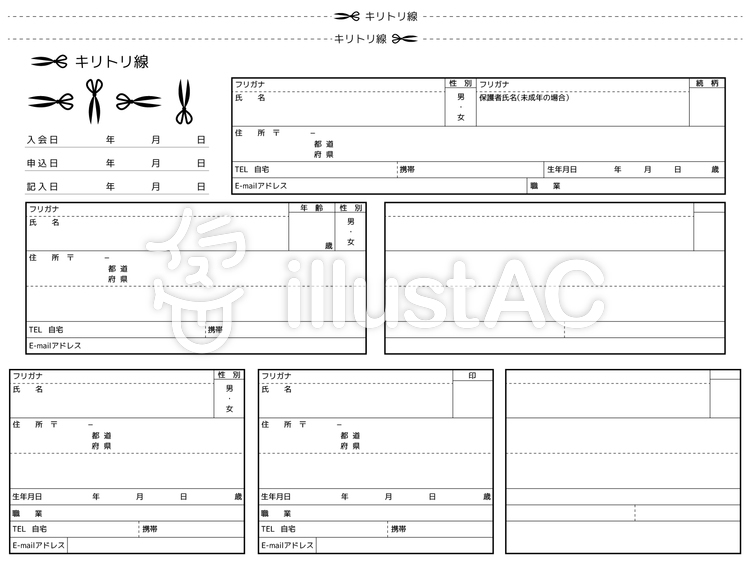 キリトリ線
キリトリ線
キリトリ線
入会日 年 月 日
申込日 年 月 日
記入日 年 月 日
フリガナ 性 別 フリガナ 続 柄
氏 名 男・女 保護者氏名(未成年の場合)
住 所 〒 −
都 道
府 県
TEL 自宅 携帯 生年月日 年 月 日 歳
E-mailアドレス 職 業
フリガナ 年 齢 性 別
氏 名 歳 男・女
住 所 〒 −
都 道
府 県
TEL 自宅 携帯
E-mailアドレス
illustAC
フリガナ 性 別
氏 名 男・女
住 所 〒 −
都 道
府 県
生年月日 年 月 日 歳
職 業
TEL 自宅 携帯
E-mailアドレス
フリガナ 印
氏 名
住 所 〒 −
都 道
府 県
生年月日 年 月 日 歳
職 業
TEL 自宅 携帯
E-mailアドレス